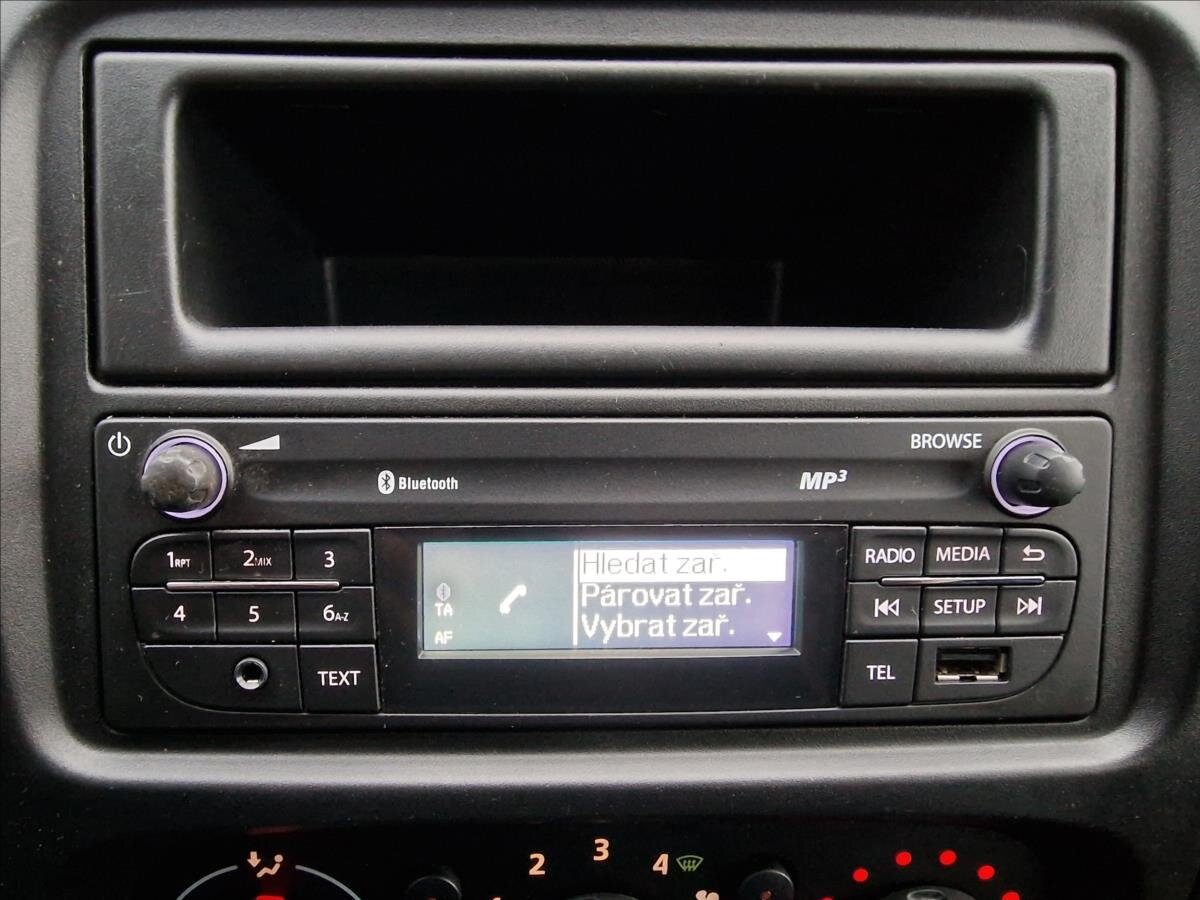 BROWSE
Bluetooth
MP3
1RPT
2MIX
3
4
5
6A-Z
TEXT
TA
AF
Hledat zař.
Párovat zař.
Vybrat zař.
RADIO
MEDIA
SETUP
TEL
2
3
4